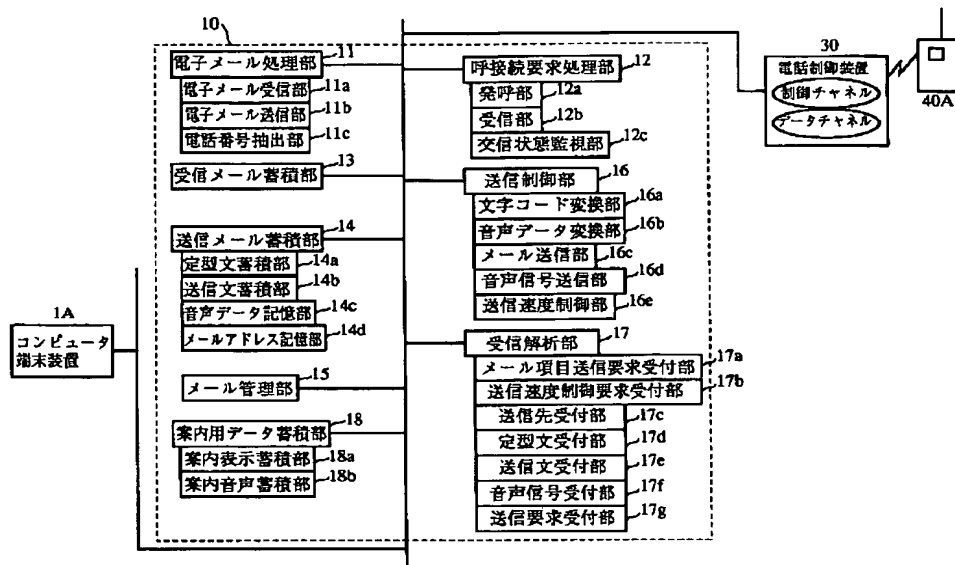 10
電子メール処理部 11
電子メール受信部 11a
電子メール送信部 11b
電話番号抽出部 11c
受信メール蓄積部 13
送信メール蓄積部 14
定型文蓄積部 14a
送信文蓄積部 14b
音声データ記憶部 14c
メールアドレス記憶部 14d
メール管理部 15
案内用データ蓄積部 18
案内表示蓄積部 18a
案内音声蓄積部 18b
1A
コンピュータ
端末装置
呼接続要求処理部 12
発呼部 12a
受信部 12b
交信状態監視部 12c
送信制御部 16
文字コード変換部 16a
音声データ変換部 16b
メール送信部 16c
音声信号送信部 16d
送信速度制御部 16e
受信解析部 17
メール項目送信要求受付部 17a
送信速度制御要求受付部 17b
送信先受付部 17c
定型文受付部 17d
送信文受付部 17e
音声信号受付部 17f
送信要求受付部 17g
30
電話制御装置
制御チャネル
データチャネル
40A